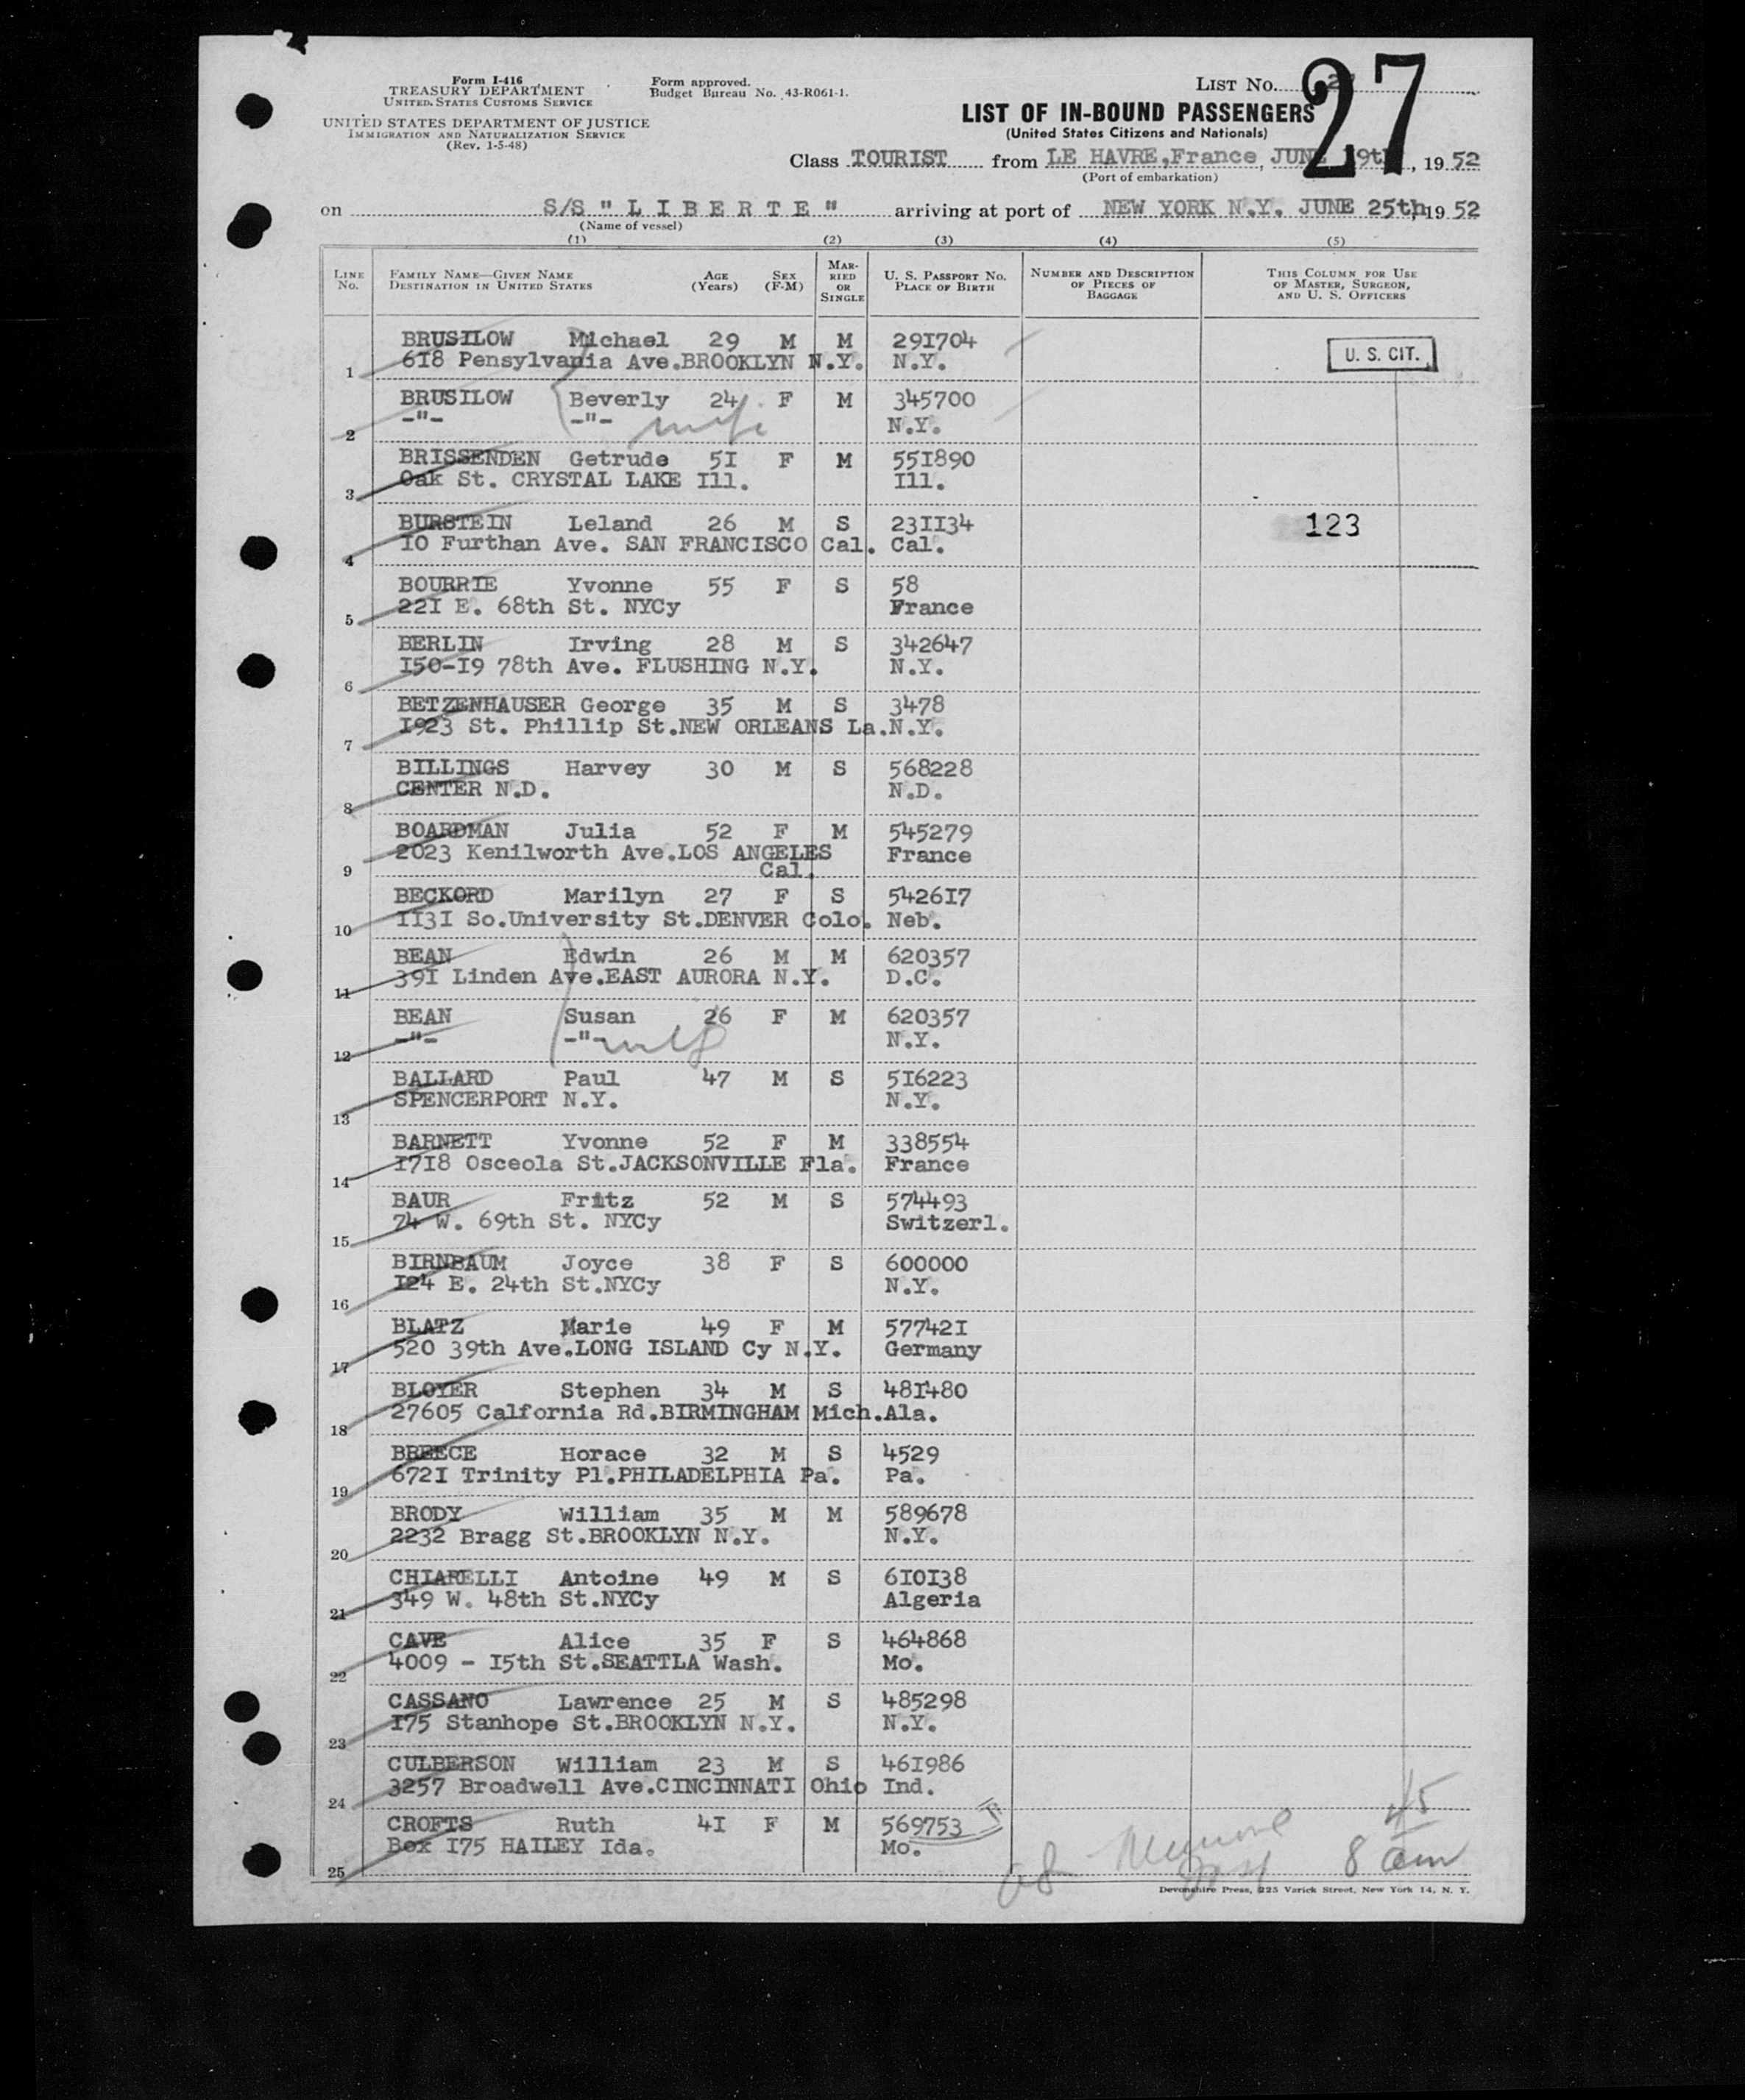 Form I-416
TREASURY DEPARTMENT
UNITED STATES CUSTOMS SERVICE
UNITED STATES DEPARTMENT OF JUSTICE
IMMIGRATION AND NATURALIZATION SERVICE
(Rev. 1-5-48)
Form approved.
Budget Bureau No. 43-R061-1.
LIST No. 27
LIST OF IN-BOUND PASSENGERS
(United States Citizens and Nationals)
Class TOURIST from LE HAVRE,France, JUNE 19th, 1952
(Port of embarkation)
on S/S "LIBERTE" arriving at port of NEW YORK N.Y. JUNE 25th, 1952
(Name of vessel)
(1) (2) (3) (4) (5)
LINE No. FAMILY NAME—GIVEN NAME DESTINATION IN UNITED STATES AGE (Years) SEX (F-M) MARRIED OR SINGLE U. S. PASSPORT NO. PLACE OF BIRTH NUMBER AND DESCRIPTION OF PIECES OF BAGGAGE THIS COLUMN FOR USE OF MASTER, SURGEON, AND U. S. OFFICERS
BRUSILOW Michael 29 M M 291704
1 618 Pensylvania Ave.BROOKLYN N.Y. N.Y. U. S. CIT.
BRUSILOW Beverly 24 F M 345700
2 -"- -"- wife N.Y.
BRISSENDEN Getrude 51 F M 551890
3 Oak St. CRYSTAL LAKE Ill. Ill.
BURSTEIN Leland 26 M S 231134 123
4 10 Furthan Ave. SAN FRANCISCO Cal. Cal.
BOURRIE Yvonne 55 F S 58
5 221 E. 68th St. NYCy France
BERLIN Irving 28 M S 342647
6 150-19 78th Ave. FLUSHING N.Y. N.Y.
BETZENHAUSER George 35 M S 3478
7 1923 St. Phillip St.NEW ORLEANS La. N.Y.
BILLINGS Harvey 30 M S 568228
8 CENTER N.D. N.D.
BOARDMAN Julia 52 F M 545279
9 2023 Kenilworth Ave.LOS ANGELES Cal. France
BECKORD Marilyn 27 F S 542617
10 1131 So.University St.DENVER Colo. Neb.
BEAN Edwin 26 M M 620357
11 391 Linden Ave.EAST AURORA N.Y. D.C.
BEAN Susan 26 F M 620357
12 -"- -"- wife N.Y.
BALLARD Paul 47 M S 516223
13 SPENCERPORT N.Y. N.Y.
BARNETT Yvonne 52 F M 338554
14 1718 Osceola St.JACKSONVILLE Fla. France
BAUR Fritz 52 M S 574493
15 74 W. 69th St. NYCy Switzerl.
BIRNBAUM Joyce 38 F S 600000
16 124 E. 24th St.NYCy N.Y.
BLATZ Marie 49 F M 577421
17 520 39th Ave.LONG ISLAND Cy N.Y. Germany
BLOYER Stephen 34 M S 481480
18 27605 Calfornia Rd.BIRMINGHAM Mich. Ala.
BREECE Horace 32 M S 4529
19 6721 Trinity Pl.PHILADELPHIA Pa. Pa.
BRODY William 35 M M 589678
20 2232 Bragg St.BROOKLYN N.Y. N.Y.
CHIARELLI Antoine 49 M S 610138
21 349 W. 48th St.NYCy Algeria
CAVE Alice 35 F S 464868
22 4009 - 15th St.SEATTLA Wash. Mo.
CASSANO Lawrence 25 M S 485298
23 175 Stanhope St.BROOKLYN N.Y. N.Y.
CULBERSON William 23 M S 461986
24 3257 Broadwell Ave.CINCINNATI Ohio Ind.
CROFTS Ruth 41 F M 569753
25 Box 175 HAILEY Ida. Mo. 8 am
Devonshire Press, 225 Varick Street, New York 14, N. Y.